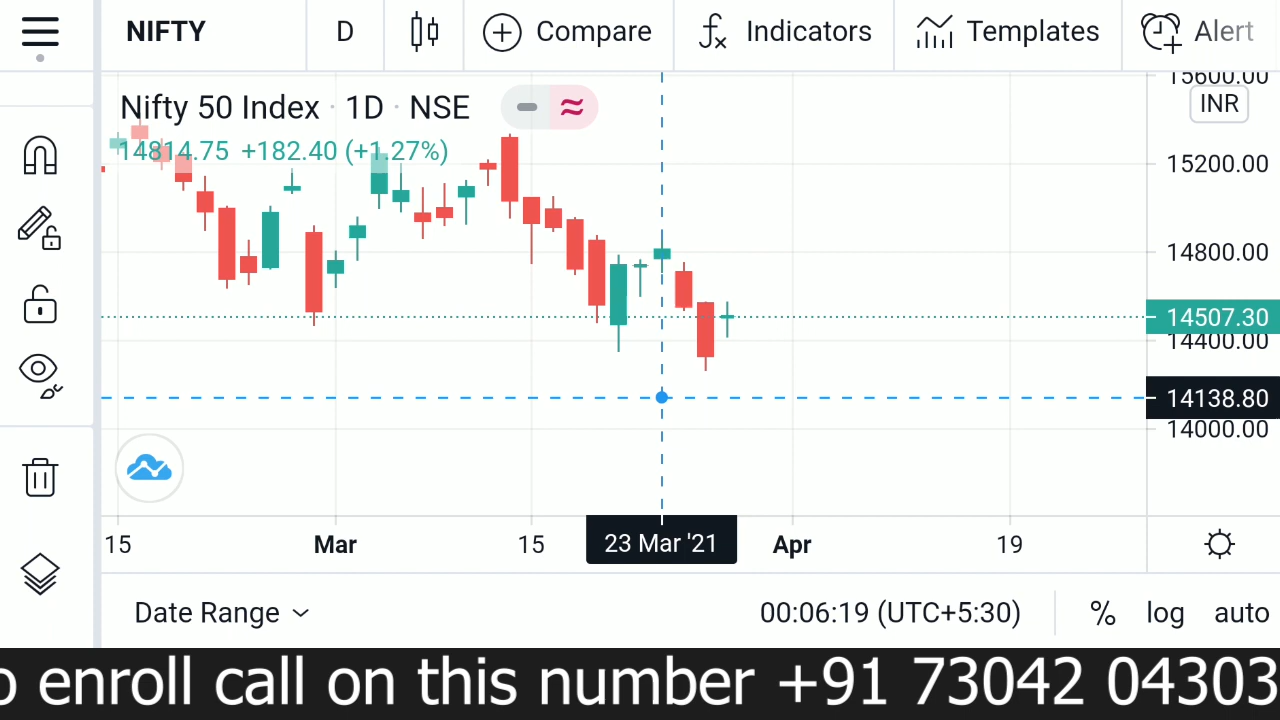 NIFTY D Compare Indicators Templates Alert
15600.00
Nifty 50 Index · 1D · NSE
INR
14814.75 +182.40 (+1.27%)
15200.00
14800.00
14507.30
14400.00
14138.80
14000.00
15 Mar 15 23 Mar '21 Apr 19
Date Range 00:06:19 (UTC+5:30) % log auto
o enroll call on this number +91 73042 04303